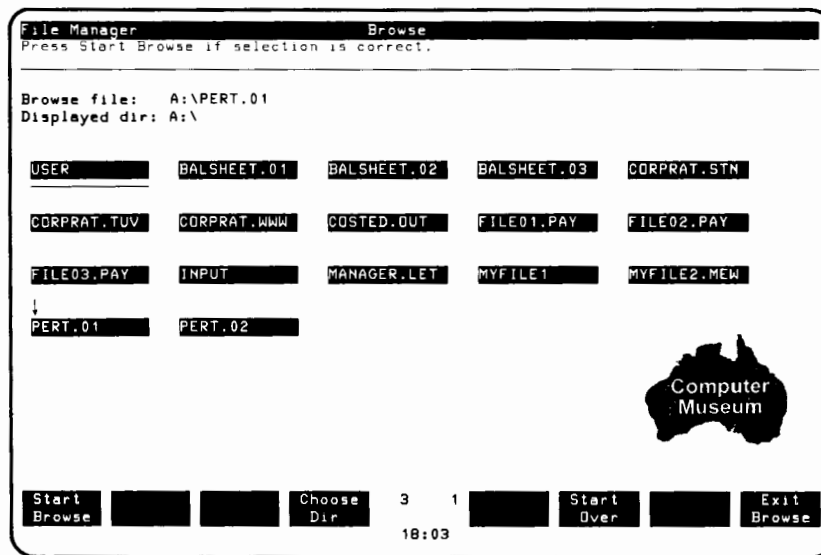 File Manager Browse
Press Start Browse if selection is correct.
Browse file: A:\PERT.01
Displayed dir: A:\
USER BALSHEET.01 BALSHEET.02 BALSHEET.03 CORPRAT.STN
CORPRAT.TUV CORPRAT.WWW COSTED.OUT FILE01.PAY FILE02.PAY
FILE03.PAY INPUT MANAGER.LET MYFILE1 MYFILE2.MEW
PERT.01 PERT.02
Computer
Museum
Start Choose 3 1 Start Exit
Browse Dir Over Browse
18:03